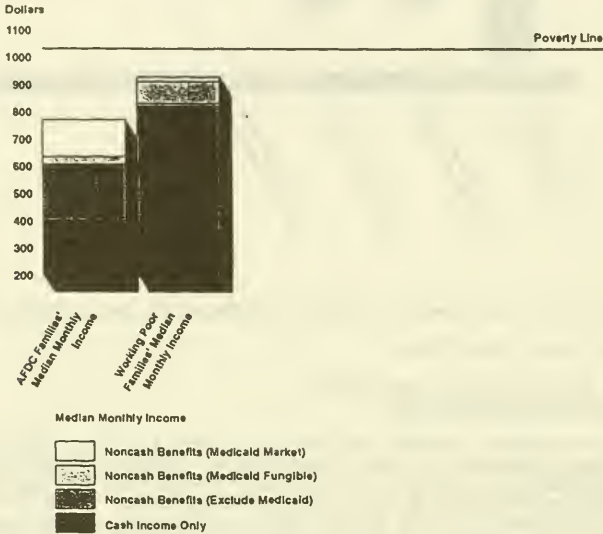 Dollars
1100
Poverty Line
1000
900
800
700
600
500
400
300
200
AFDC Families'
Median Monthly
Income
Working Poor
Families' Median
Monthly Income
Median Monthly Income
Noncash Benefits (Medicaid Market)
Noncash Benefits (Medicaid Fungible)
Noncash Benefits (Exclude Medicaid)
Cash Income Only